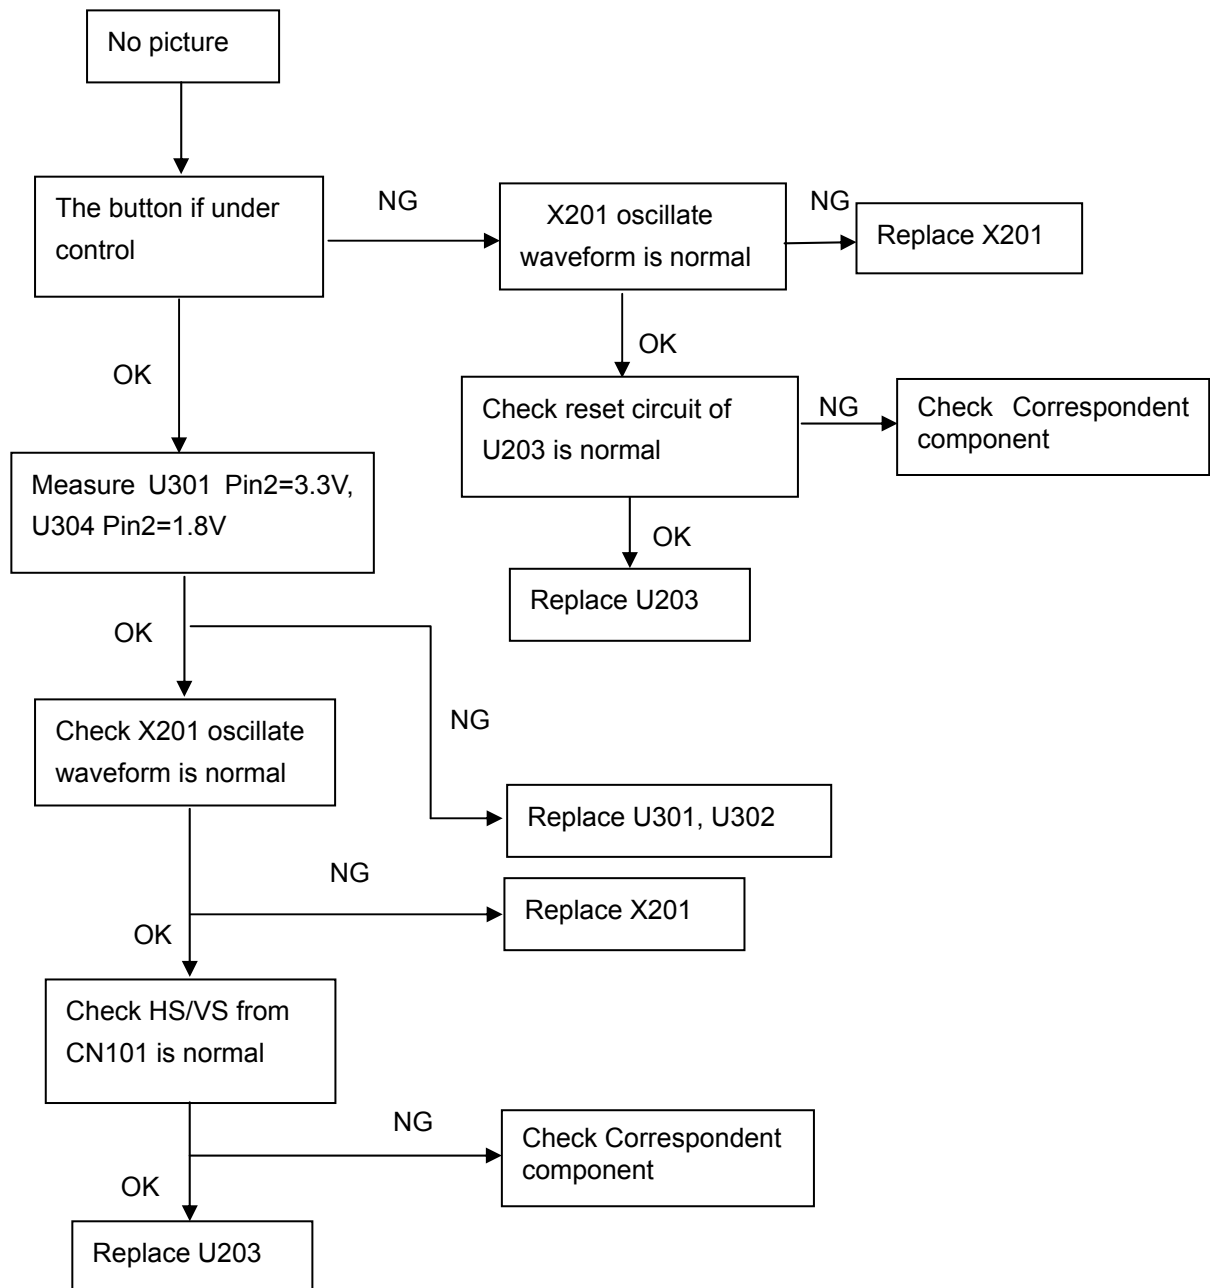 No picture
The button if under
control
NG
X201 oscillate
waveform is normal
NG
Replace X201
OK
OK
Check reset circuit of
U203 is normal
NG
Check Correspondent
component
Measure U301 Pin2=3.3V,
U304 Pin2=1.8V
OK
Replace U203
OK
Check X201 oscillate
waveform is normal
NG
Replace U301, U302
NG
Replace X201
OK
Check HS/VS from
CN101 is normal
NG
Check Correspondent
component
OK
Replace U203